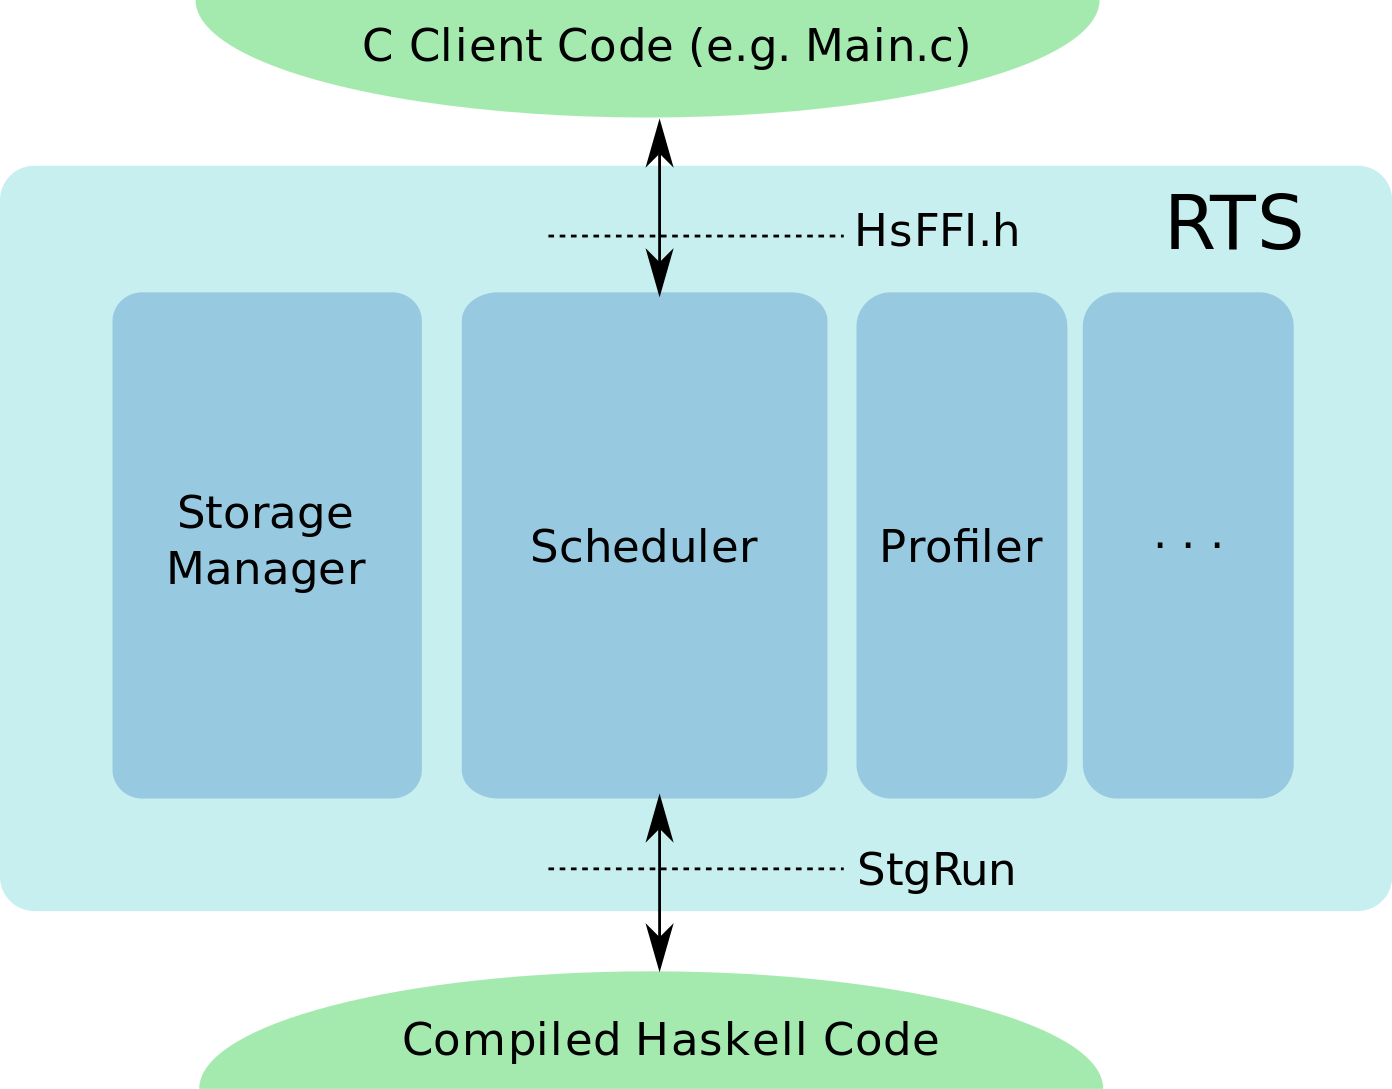 C Client Code (e.g. Main.c)
RTS
HsFFI.h
Storage
Manager
Scheduler
Profiler
. . .
StgRun
Compiled Haskell Code